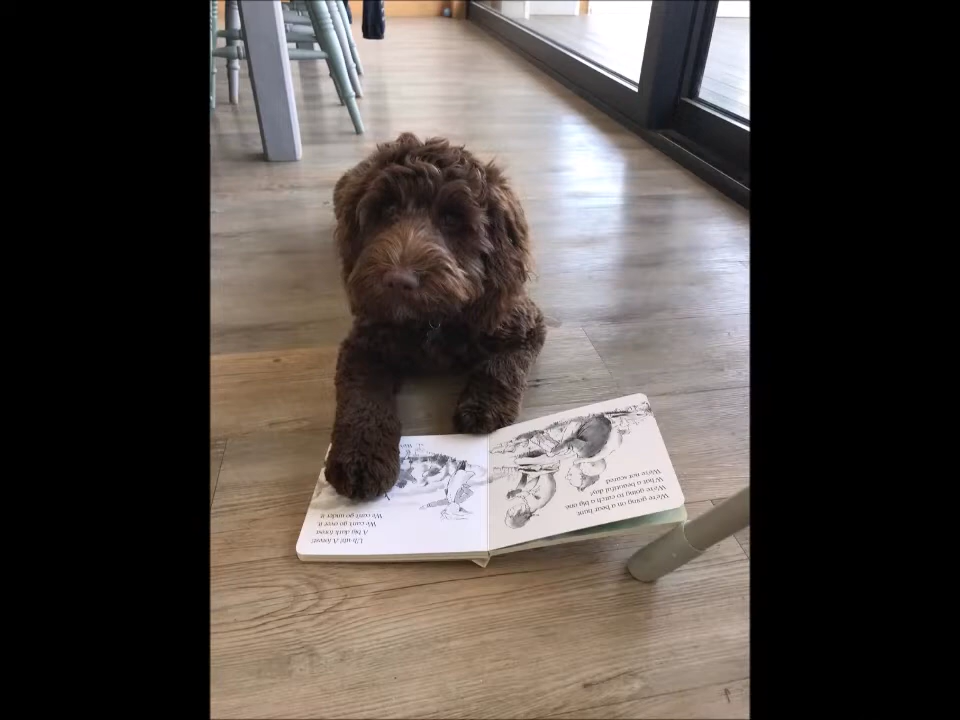 We're going on a bear hunt.
We're going to catch a big one.
What a beautiful day!
We're not scared.
Uh-uh! A forest!
A big dark forest.
We can't go over it.
We can't go under it.